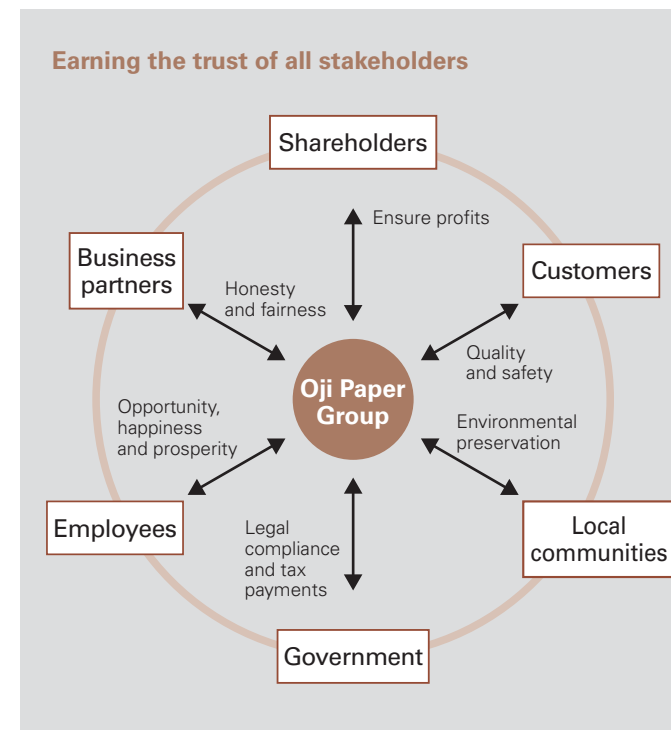 Earning the trust of all stakeholders
Shareholders
Ensure profits
Business
partners
Customers
Honesty
and fairness
Quality
and safety
Oji Paper
Group
Opportunity,
happiness
and prosperity
Environmental
preservation
Employees
Legal
compliance
and tax
payments
Local
communities
Government